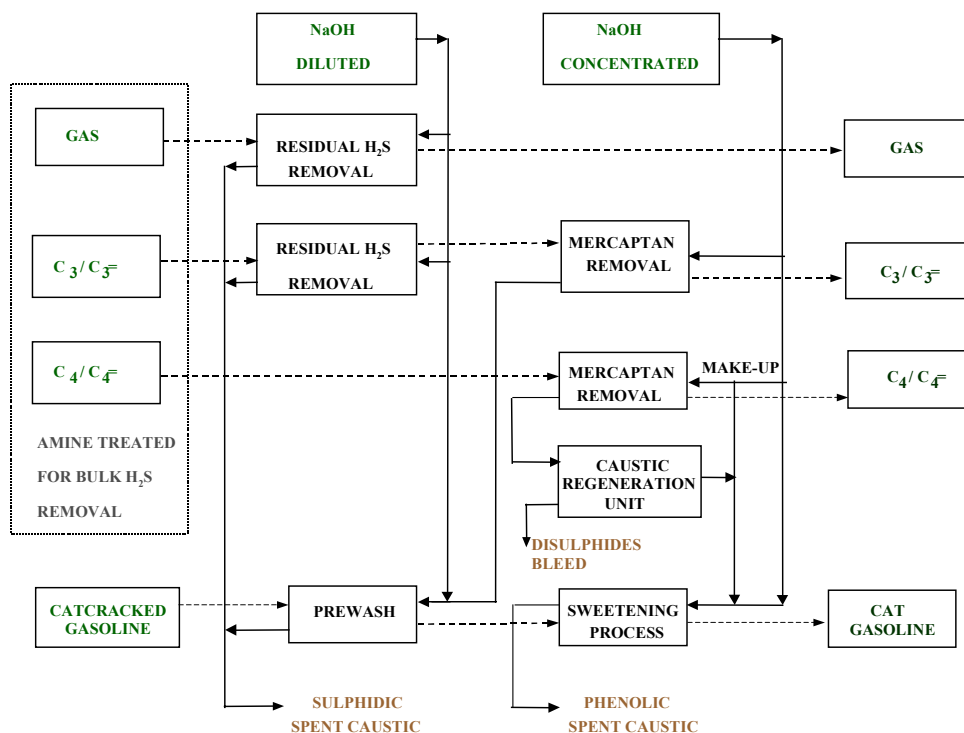 NaOH
DILUTED
NaOH
CONCENTRATED
GAS
RESIDUAL H₂S
REMOVAL
GAS
C₃/C₃=
RESIDUAL H₂S
REMOVAL
MERCAPTAN
REMOVAL
C₃/C₃=
C₄/C₄=
MERCAPTAN
REMOVAL
MAKE-UP
C₄/C₄=
AMINE TREATED
FOR BULK H₂S
REMOVAL
CAUSTIC
REGENERATION
UNIT
DISULPHIDES
BLEED
CATCRACKED
GASOLINE
PREWASH
SWEETENING
PROCESS
CAT
GASOLINE
SULPHIDIC
SPENT CAUSTIC
PHENOLIC
SPENT CAUSTIC